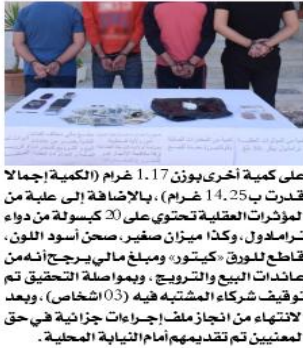 على كمية أخرى بوزن 1.17 غرام (الكمية إجمالا
قدرت ب14.25 غرام)، بالإضافة إلى علبة من
المؤثرات العقلية تحتوي على 20 كبسولة من دواء
ترامادول، وكذا ميزان صغير، صحن أسود اللون،
قاطع للورق «كيتور» ومبلغ مالي يرجح أنه من
عائدات البيع والترويج، وبمواصلة التحقيق تم
توقيف شركاء المشتبه فيه (03 اشخاص)، وبعد
الانتهاء من انجاز ملف إجراءات جزائية في حق
المعنيين تم تقديمهم أمام النيابة المحلية.